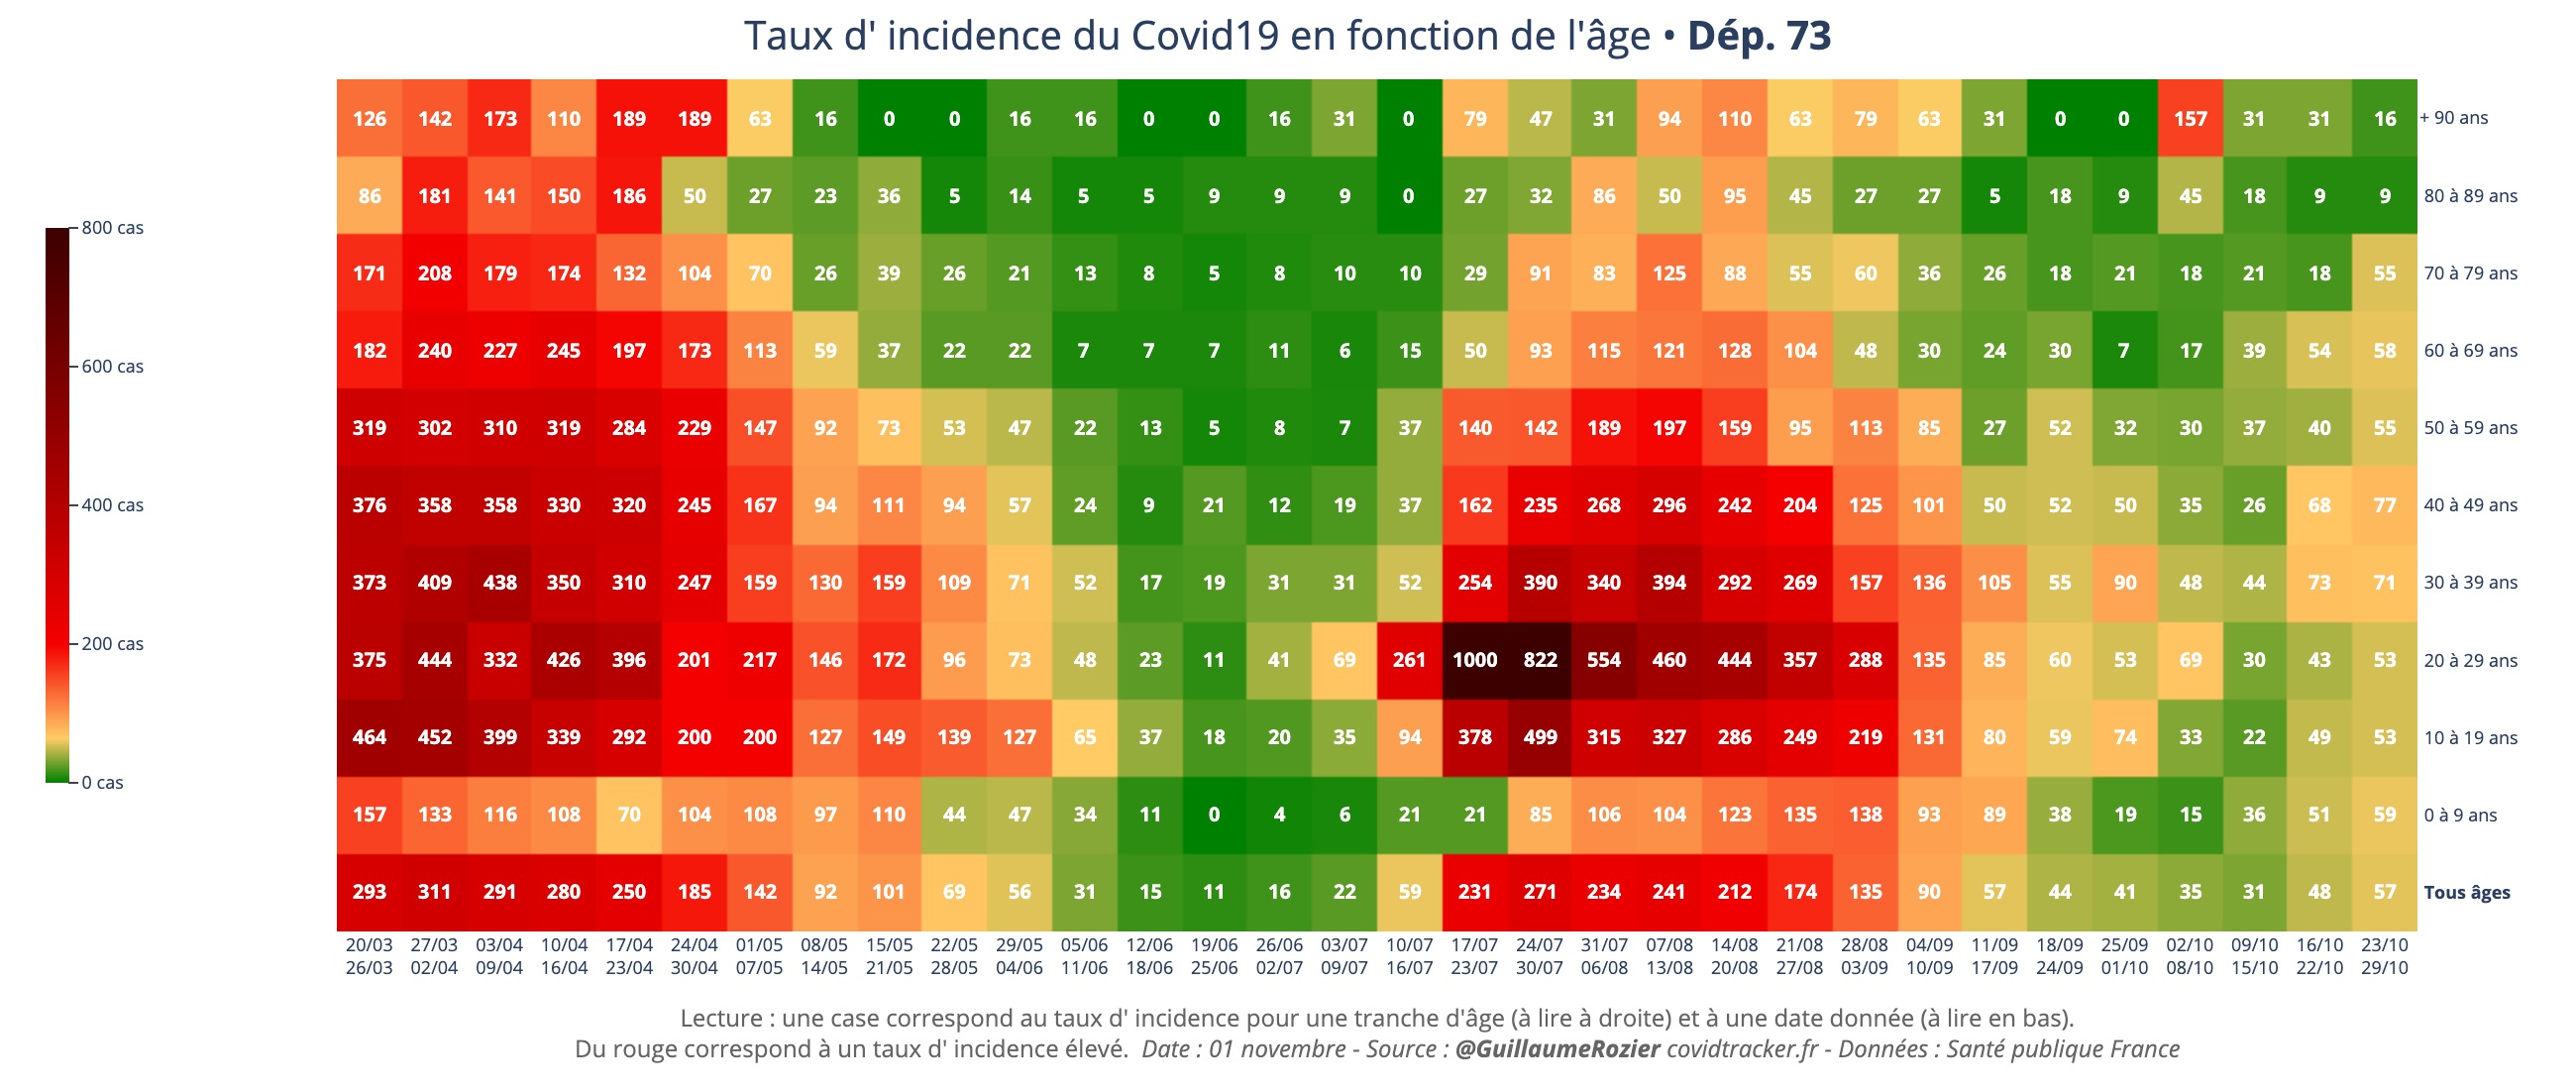 Taux d' incidence du Covid19 en fonction de l'âge • Dép. 73
126 142 173 110 189 189 63 16 0 0 16 16 0 0 16 31 0 79 47 31 94 110 63 79 63 31 0 0 157 31 31 16 + 90 ans
86 181 141 150 186 50 27 23 36 5 14 5 5 9 9 9 0 27 32 86 50 95 45 27 27 5 18 9 45 18 9 9 80 à 89 ans
171 208 179 174 132 104 70 26 39 26 21 13 8 5 8 10 10 29 91 83 125 88 55 60 36 26 18 21 18 21 18 55 70 à 79 ans
182 240 227 245 197 173 113 59 37 22 22 7 7 7 11 6 15 50 93 115 121 128 104 48 30 24 30 7 17 39 54 58 60 à 69 ans
319 302 310 319 284 229 147 92 73 53 47 22 13 5 8 7 37 140 142 189 197 159 95 113 85 27 52 32 30 37 40 55 50 à 59 ans
376 358 358 330 320 245 167 94 111 94 57 24 9 21 12 19 37 162 235 268 296 242 204 125 101 50 52 50 35 26 68 77 40 à 49 ans
373 409 438 350 310 247 159 130 159 109 71 52 17 19 31 31 52 254 390 340 394 292 269 157 136 105 55 90 48 44 73 71 30 à 39 ans
375 444 332 426 396 201 217 146 172 96 73 48 23 11 41 69 261 1000 822 554 460 444 357 288 135 85 60 53 69 30 43 53 20 à 29 ans
464 452 399 339 292 200 200 127 149 139 127 65 37 18 20 35 94 378 499 315 327 286 249 219 131 80 59 74 33 22 49 53 10 à 19 ans
157 133 116 108 70 104 108 97 110 44 47 34 11 0 4 6 21 21 85 106 104 123 135 138 93 89 38 19 15 36 51 59 0 à 9 ans
293 311 291 280 250 185 142 92 101 69 56 31 15 11 16 22 59 231 271 234 241 212 174 135 90 57 44 41 35 31 48 57 Tous âges
20/03 27/03 03/04 10/04 17/04 24/04 01/05 08/05 15/05 22/05 29/05 05/06 12/06 19/06 26/06 03/07 10/07 17/07 24/07 31/07 07/08 14/08 21/08 28/08 04/09 11/09 18/09 25/09 02/10 09/10 16/10 23/10
26/03 02/04 09/04 16/04 23/04 30/04 07/05 14/05 21/05 28/05 04/06 11/06 18/06 25/06 02/07 09/07 16/07 23/07 30/07 06/08 13/08 20/08 27/08 03/09 10/09 17/09 24/09 01/10 08/10 15/10 22/10 29/10
800 cas
600 cas
400 cas
200 cas
0 cas
Lecture : une case correspond au taux d' incidence pour une tranche d'âge (à lire à droite) et à une date donnée (à lire en bas).
Du rouge correspond à un taux d' incidence élevé. Date : 01 novembre - Source : @GuillaumeRozier covidtracker.fr - Données : Santé publique France